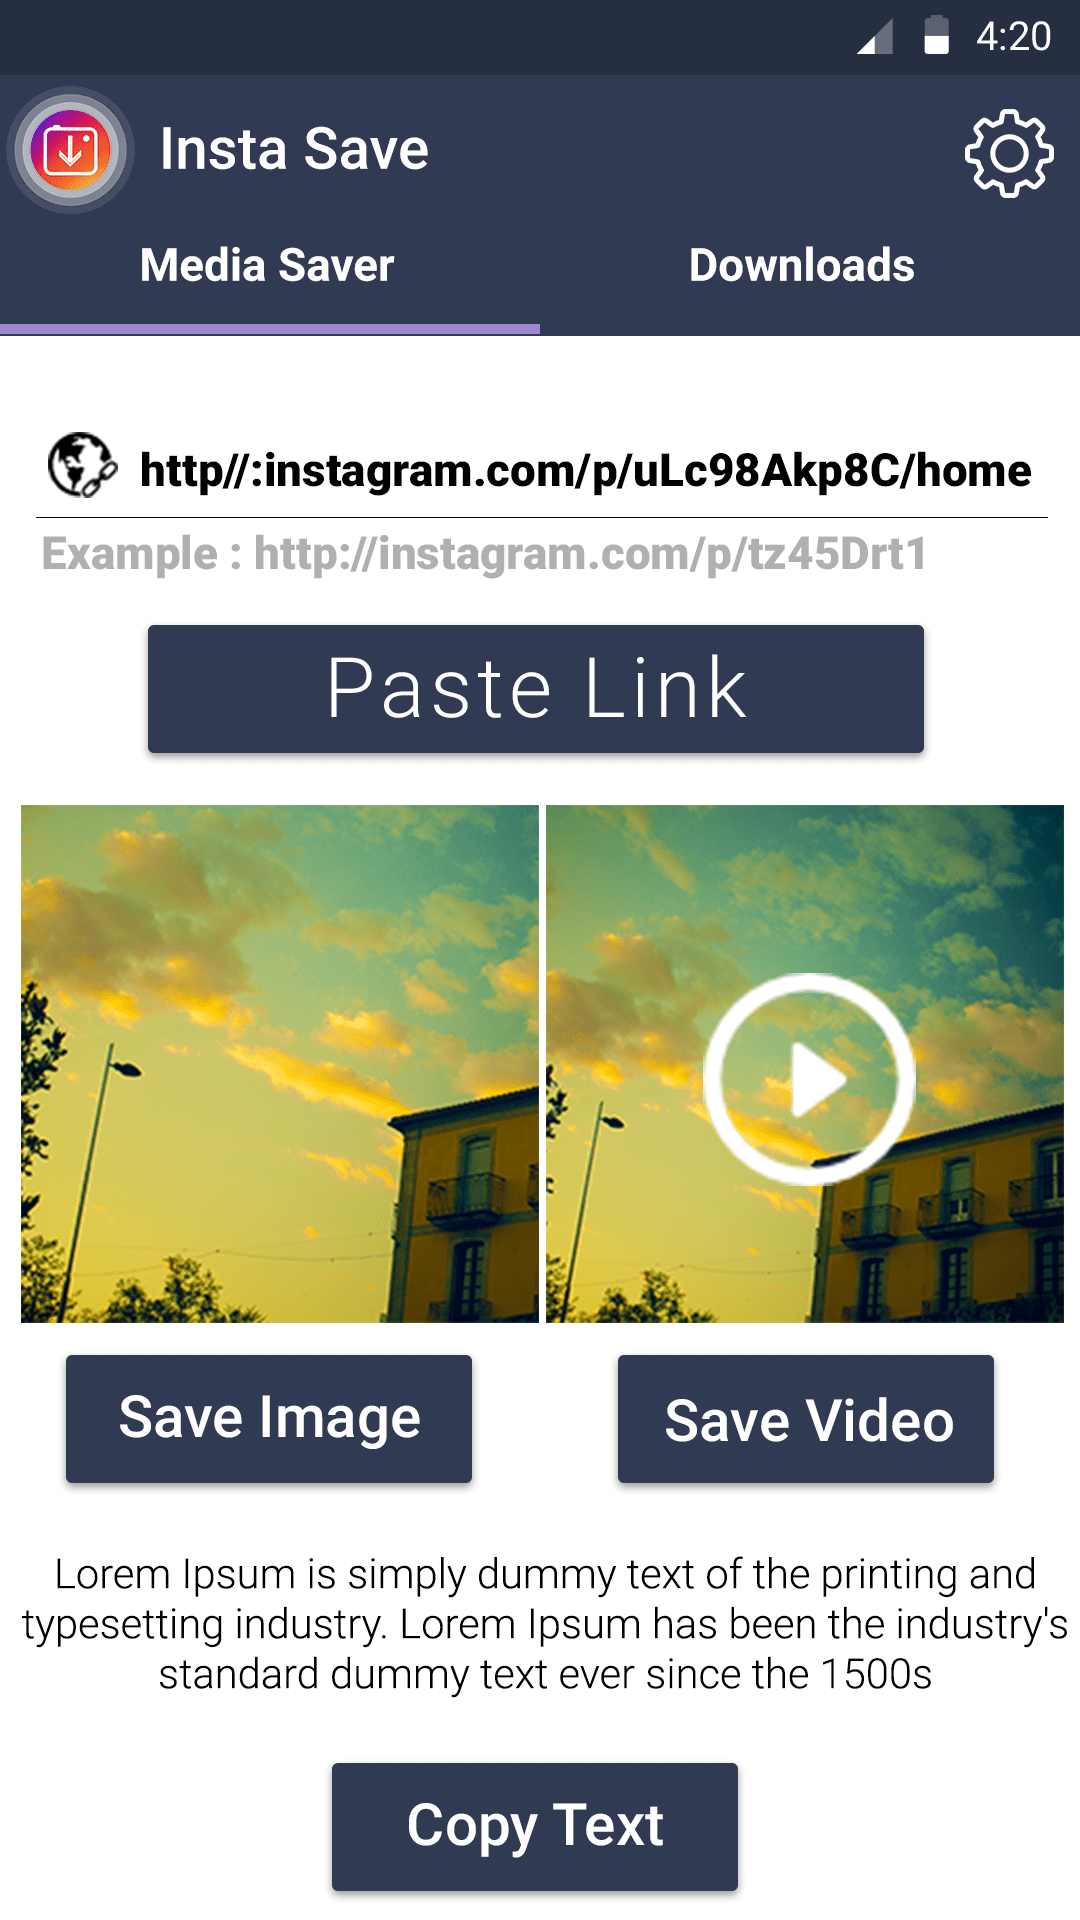 4:20
Insta Save
Media Saver
Downloads
http//:instagram.com/p/uLc98Akp8C/home
Example : http://instagram.com/p/tz45Drt1
Paste Link
Save Image
Save Video
Lorem Ipsum is simply dummy text of the printing and
typesetting industry. Lorem Ipsum has been the industry's
standard dummy text ever since the 1500s
Copy Text